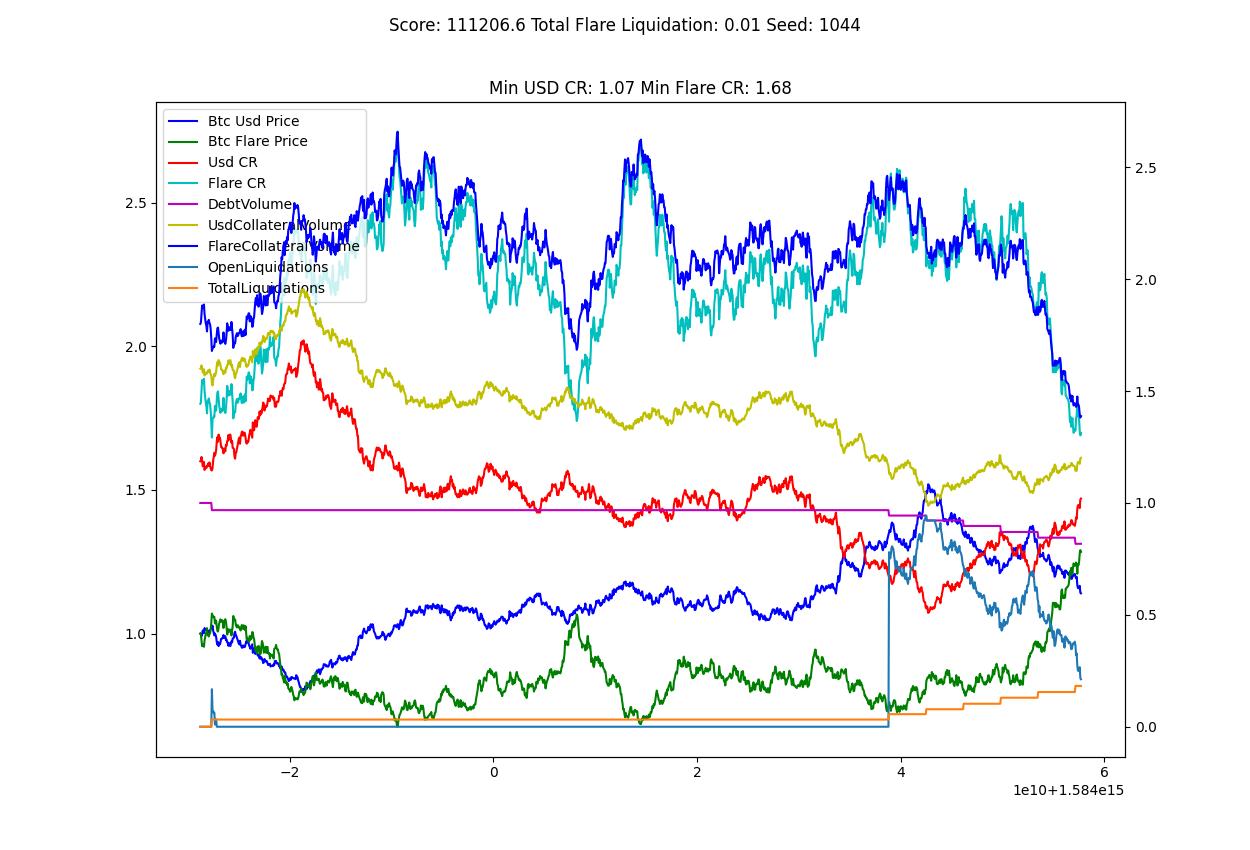 Score: 111206.6 Total Flare Liquidation: 0.01 Seed: 1044
Min USD CR: 1.07 Min Flare CR: 1.68
Btc Usd Price
Btc Flare Price
Usd CR
Flare CR
DebtVolume
UsdCollateralVolume
FlareCollateralVolume
OpenLiquidations
TotalLiquidations
2.5
2.0
1.5
1.0
2.5
2.0
1.5
1.0
0.5
0.0
−2 0 2 4 6
1e10+1.584e15